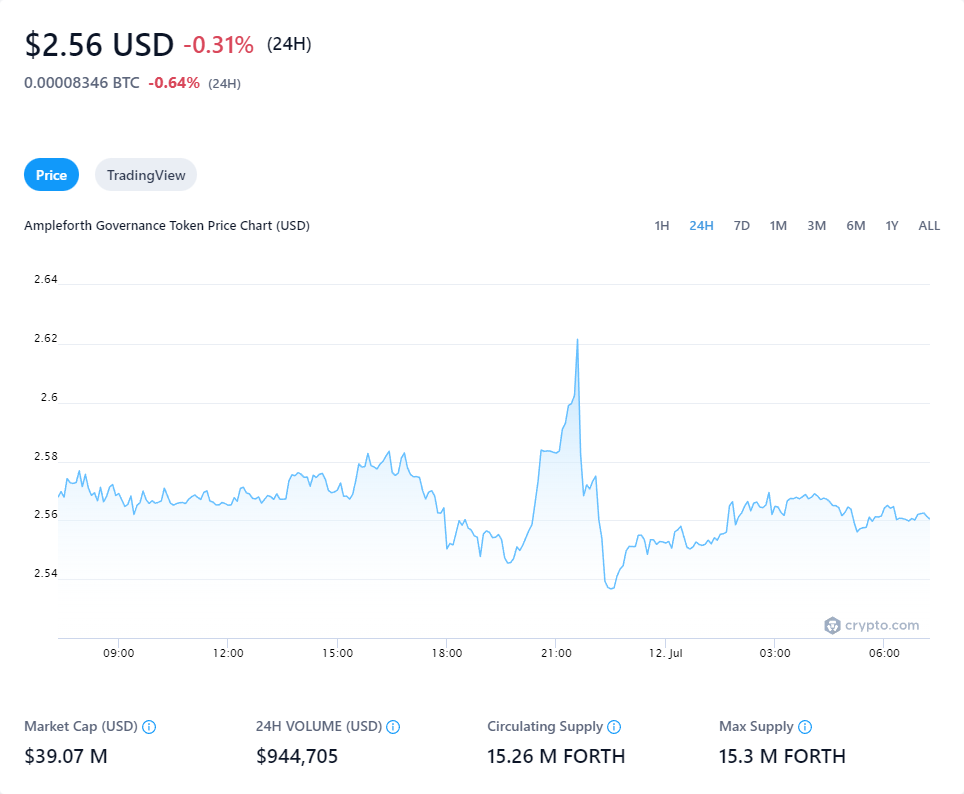 $2.56 USD -0.31% (24H)
0.00008346 BTC -0.64% (24H)
Price TradingView
Ampleforth Governance Token Price Chart (USD) 1H 24H 7D 1M 3M 6M 1Y ALL
2.64
2.62
2.6
2.58
2.56
2.54
crypto.com
09:00 12:00 15:00 18:00 21:00 12. Jul 03:00 06:00
Market Cap (USD) 24H VOLUME (USD) Circulating Supply Max Supply
$39.07 M $944,705 15.26 M FORTH 15.3 M FORTH